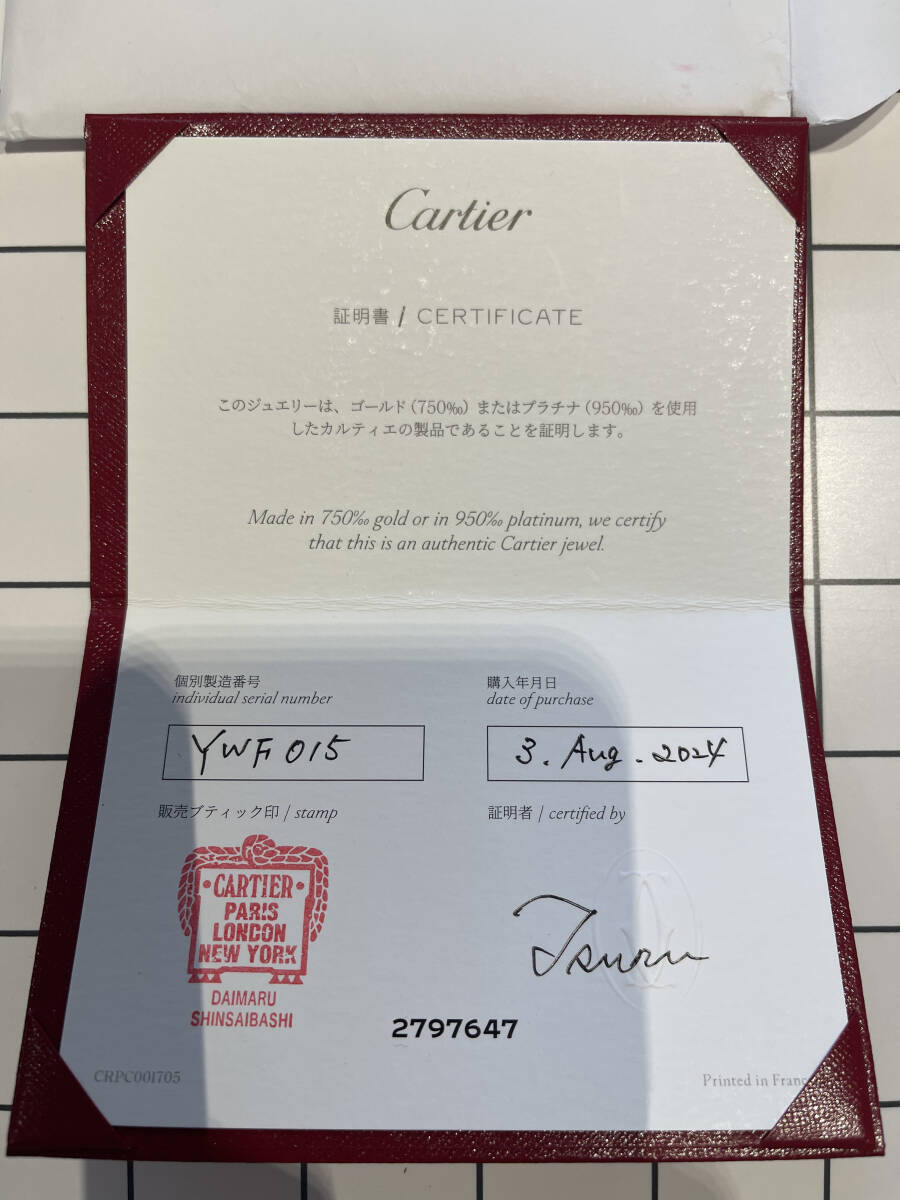 Cartier
証明書 / CERTIFICATE
このジュエリーは、ゴールド(750‰)またはプラチナ(950‰)を使用
したカルティエの製品であることを証明します。
Made in 750‰ gold or in 950‰ platinum, we certify
that this is an authentic Cartier jewel.
個別製造番号
individual serial number
YWF015
購入年月日
date of purchase
3. Aug. 2024
販売ブティック印 / stamp
CARTIER
PARIS
LONDON
NEW YORK
DAIMARU
SHINSAIBASHI
証明者 / certified by
2797647
CRPC001705
Printed in Franc